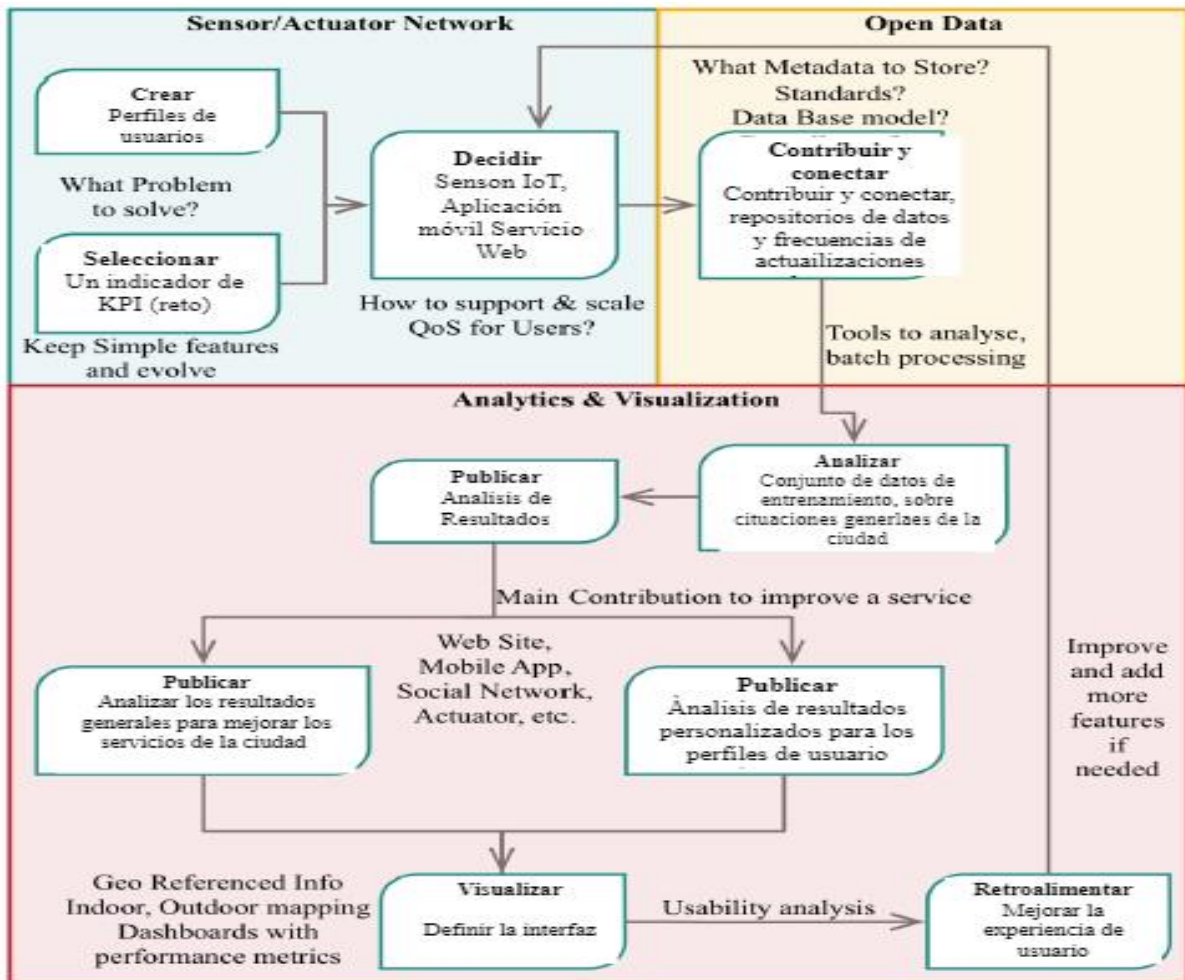 Sensor/Actuator Network
Crear
Perfiles de
usuarios
What Problem
to solve?
Seleccionar
Un indicador de
KPI (reto)
Keep Simple features
and evolve
Decidir
Senson IoT,
Aplicación
móvil Servicio
Web
How to support & scale
QoS for Users?
Open Data
What Metadata to Store?
Standards?
Data Base model?
Contribuir y
conectar
Contribuir y conectar,
repositorios de datos
y frecuencias de
actuailizaciones
Tools to analyse,
batch processing
Analytics & Visualization
Analizar
Conjunto de datos de
entrenamiento, sobre
cituaciones generlaes de la
ciudad
Publicar
Analisis de
Resultados
Main Contribution to improve a service
Web Site,
Mobile App,
Social Network,
Actuator, etc.
Publicar
Analizar los resultados
generales para mejorar los
servicios de la ciudad
Publicar
Ànalisis de resultados
personalizados para los
perfiles de usuario
Improve
and add
more
features
if
needed
Geo Referenced Info
Indoor, Outdoor mapping
Dashboards with
performance metrics
Visualizar
Definir la interfaz
Usability analysis
Retroalimentar
Mejorar la
experiencia de
usuario